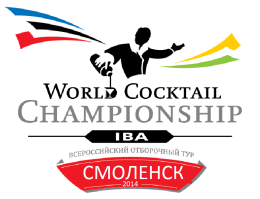 WORLD COCKTAIL
CHAMPIONSHIP
IBA
ВСЕРОССИЙСКИЙ ОТБОРОЧНЫЙ ТУР
СМОЛЕНСК
2014